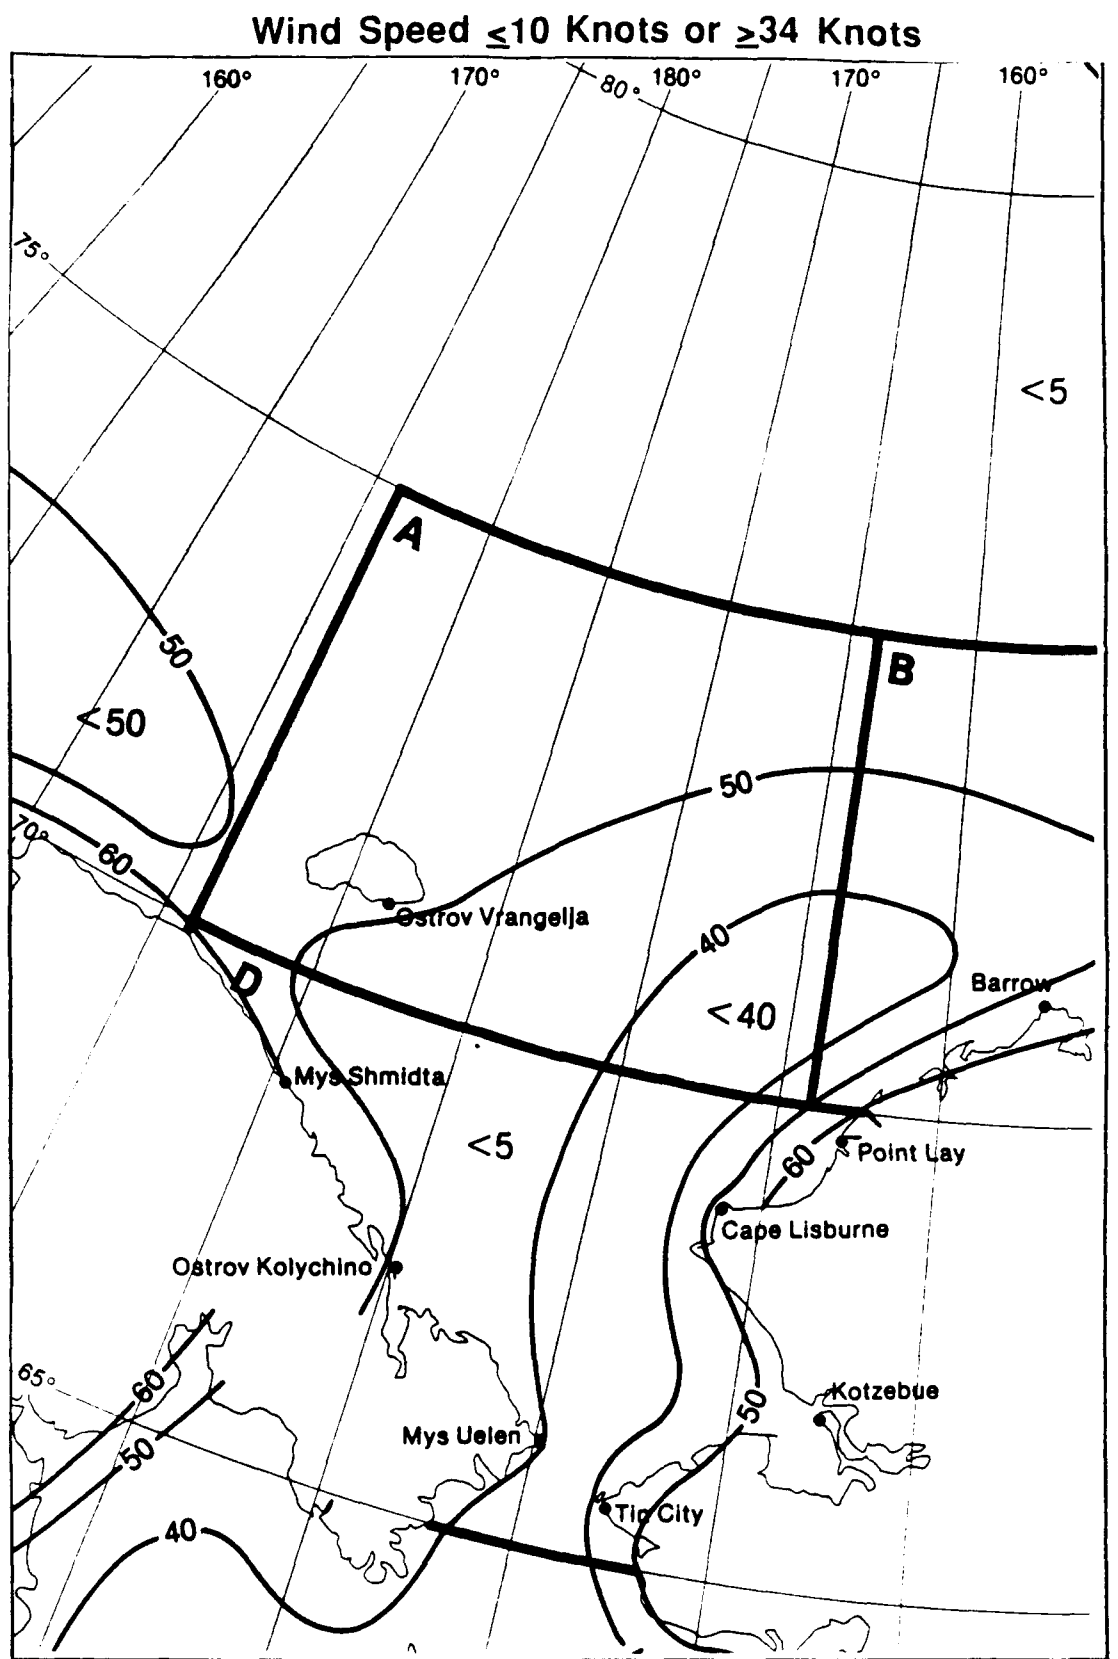 Wind Speed ≤10 Knots or ≥34 Knots
160° 170° 80° 180° 170° 160°
75°
<5
A
50
B
<50
50
70°
60
Ostrov Vrangelja
40
D
Barrow
<40
Mys Shmidta
<5
60
Point Lay
Cape Lisburne
Ostrov Kolychino
65°
60
Kotzebue
50
Mys Uelen
50
Tin City
40